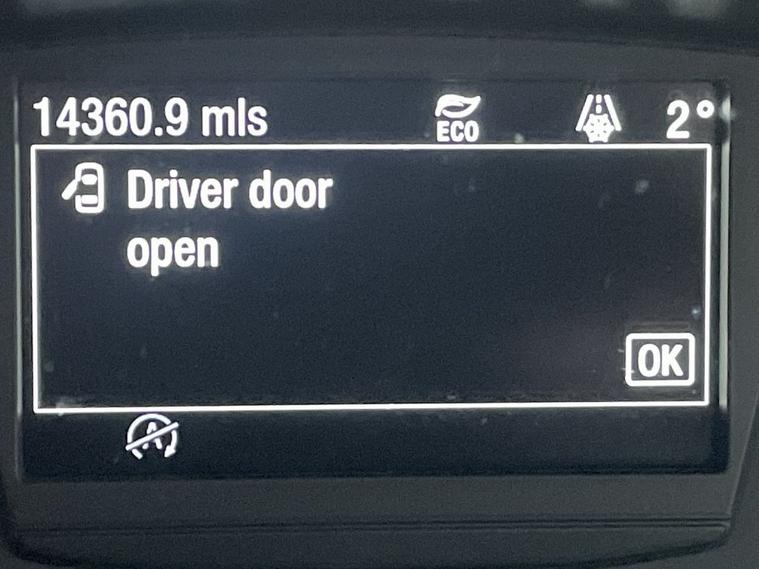 14360.9 mls
ECO
2°
Driver door
open
OK
A